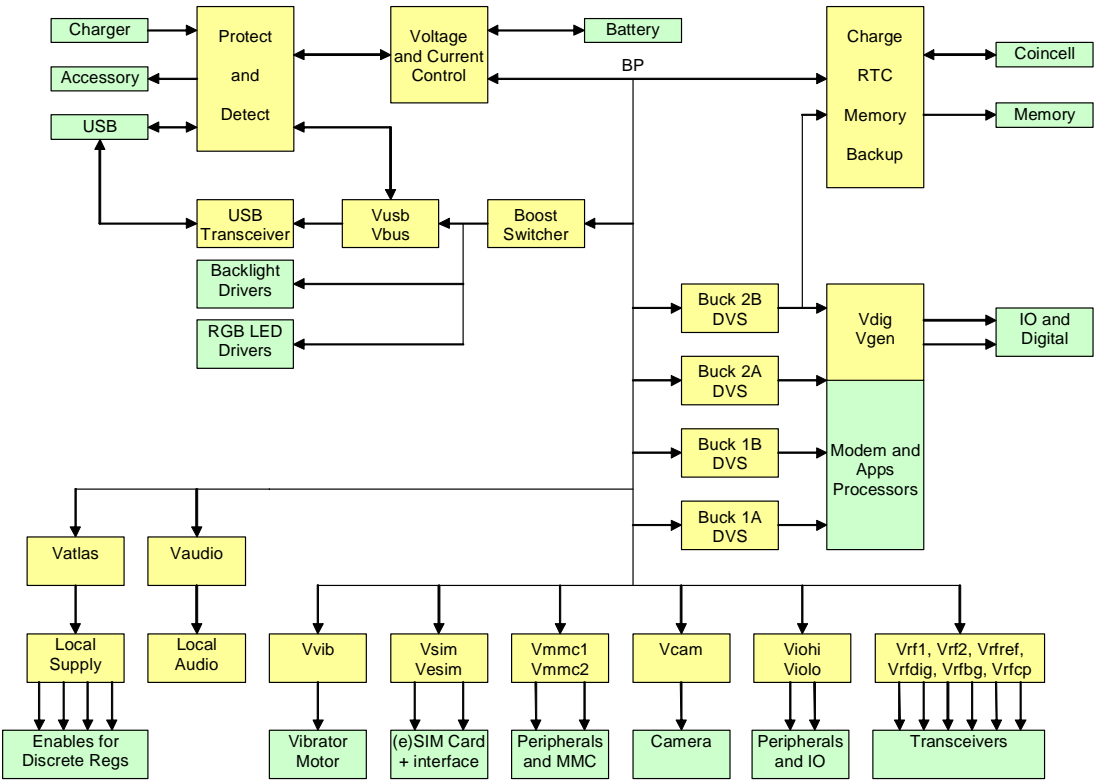 Charger
Accessory
USB
Protect
and
Detect
Voltage
and Current
Control
Battery
BP
Charge
RTC
Memory
Backup
Coincell
Memory
USB
Transceiver
Vusb
Vbus
Boost
Switcher
Backlight
Drivers
RGB LED
Drivers
Buck 2B
DVS
Vdig
Vgen
IO and
Digital
Buck 2A
DVS
Buck 1B
DVS
Modem and
Apps
Processors
Buck 1A
DVS
Vatlas
Vaudio
Local
Supply
Local
Audio
Vvib
Vsim
Vesim
Vmmc1
Vmmc2
Vcam
Viohi
Violo
Vrf1, Vrf2, Vrfref,
Vrfdig, Vrfbg, Vrfcp
Enables for
Discrete Regs
Vibrator
Motor
(e)SIM Card
+ interface
Peripherals
and MMC
Camera
Peripherals
and IO
Transceivers